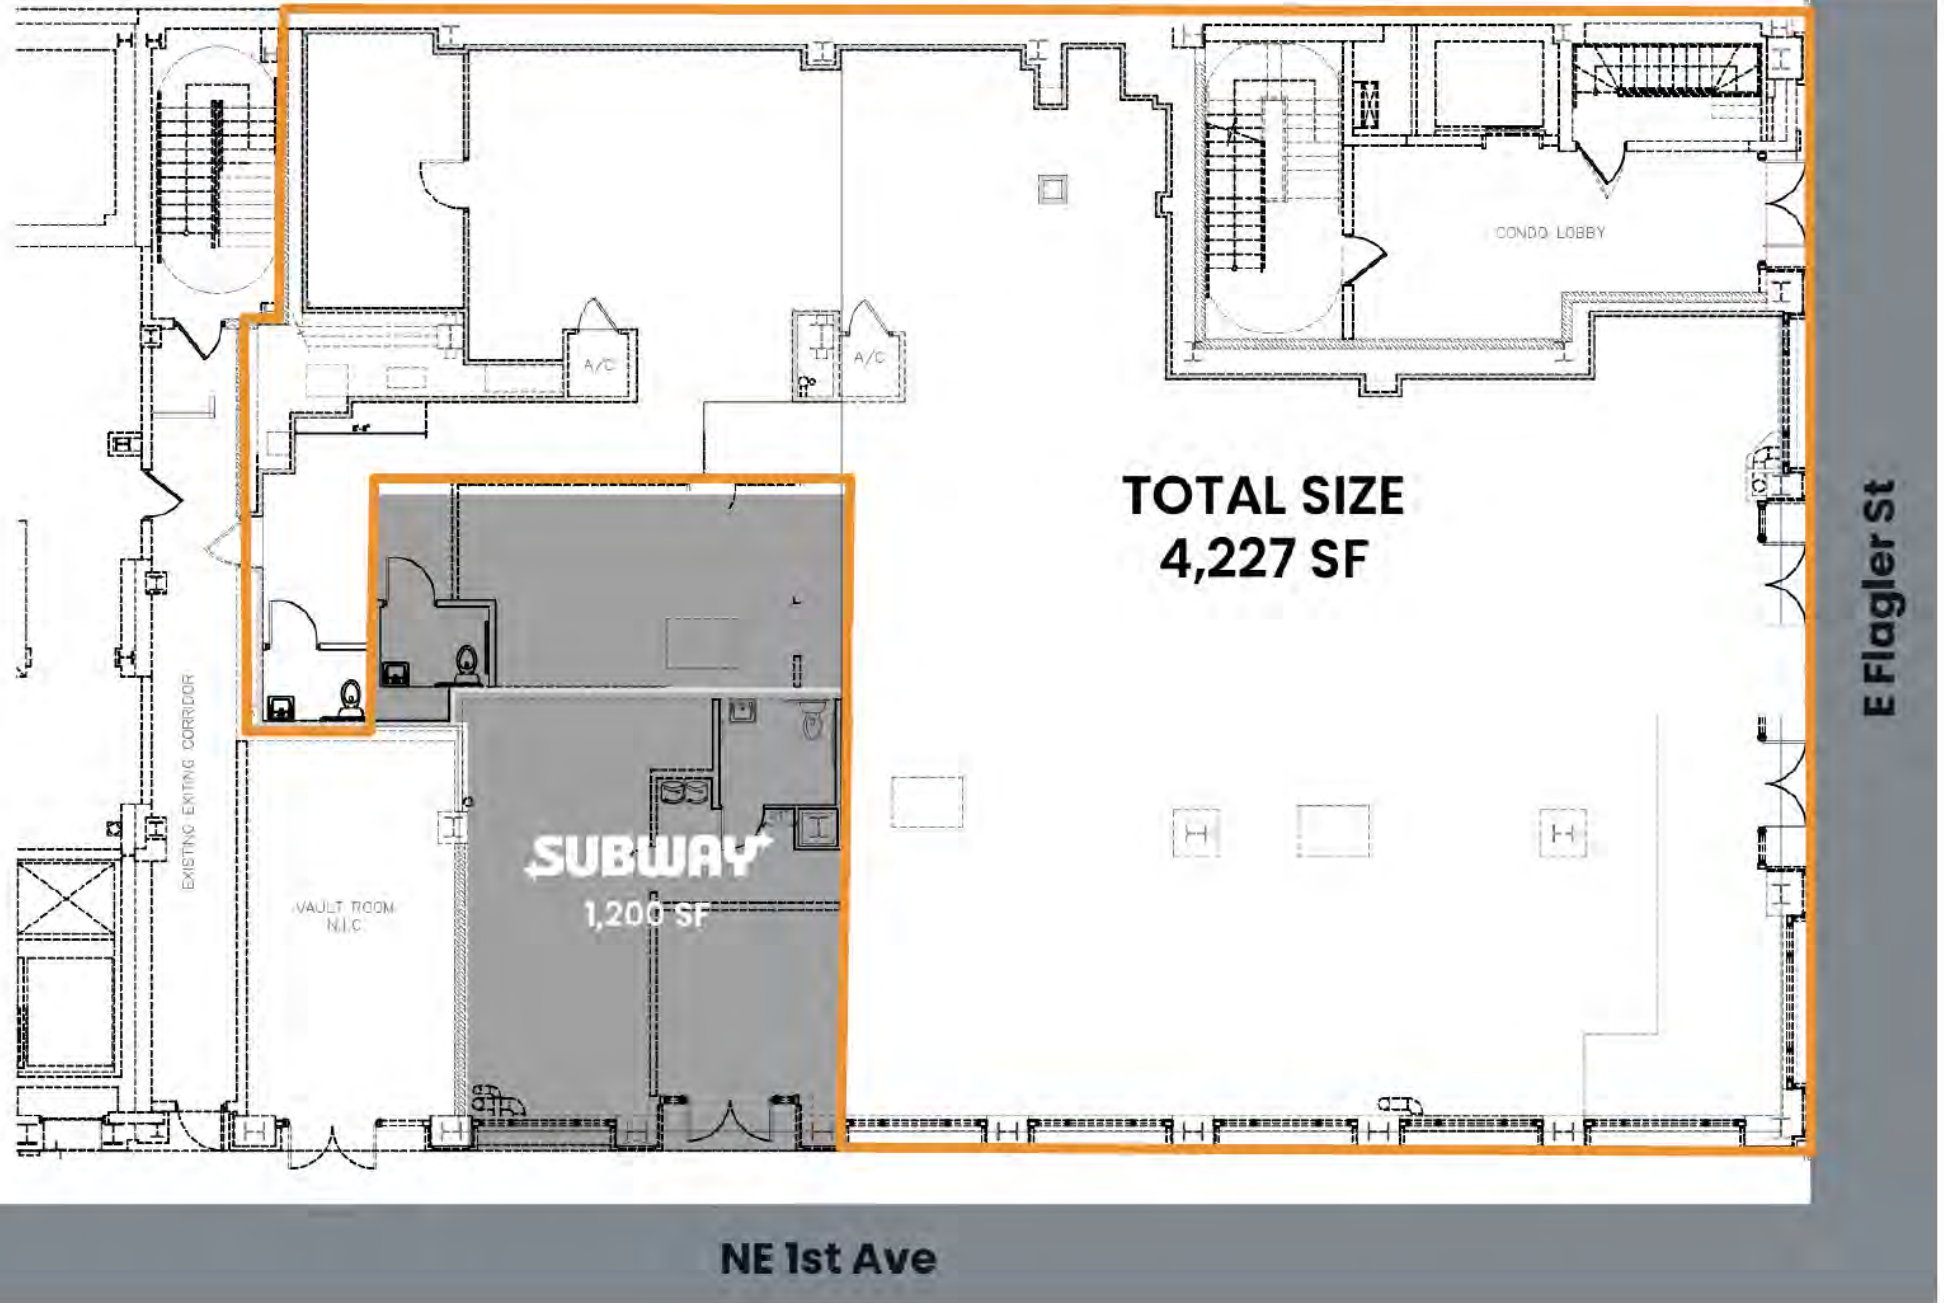 CONDO LOBBY
A/C
A/C
TOTAL SIZE
4,227 SF
E Flagler St
EXISTING EXITING CORRIDOR
SUBWAY
1,200 SF
VAULT ROOM
N.I.C
NE 1st Ave